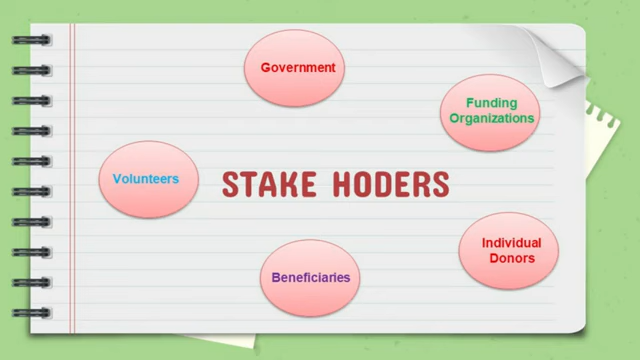 Government
Funding
Organizations
Volunteers
STAKE HODERS
Individual
Donors
Beneficiaries